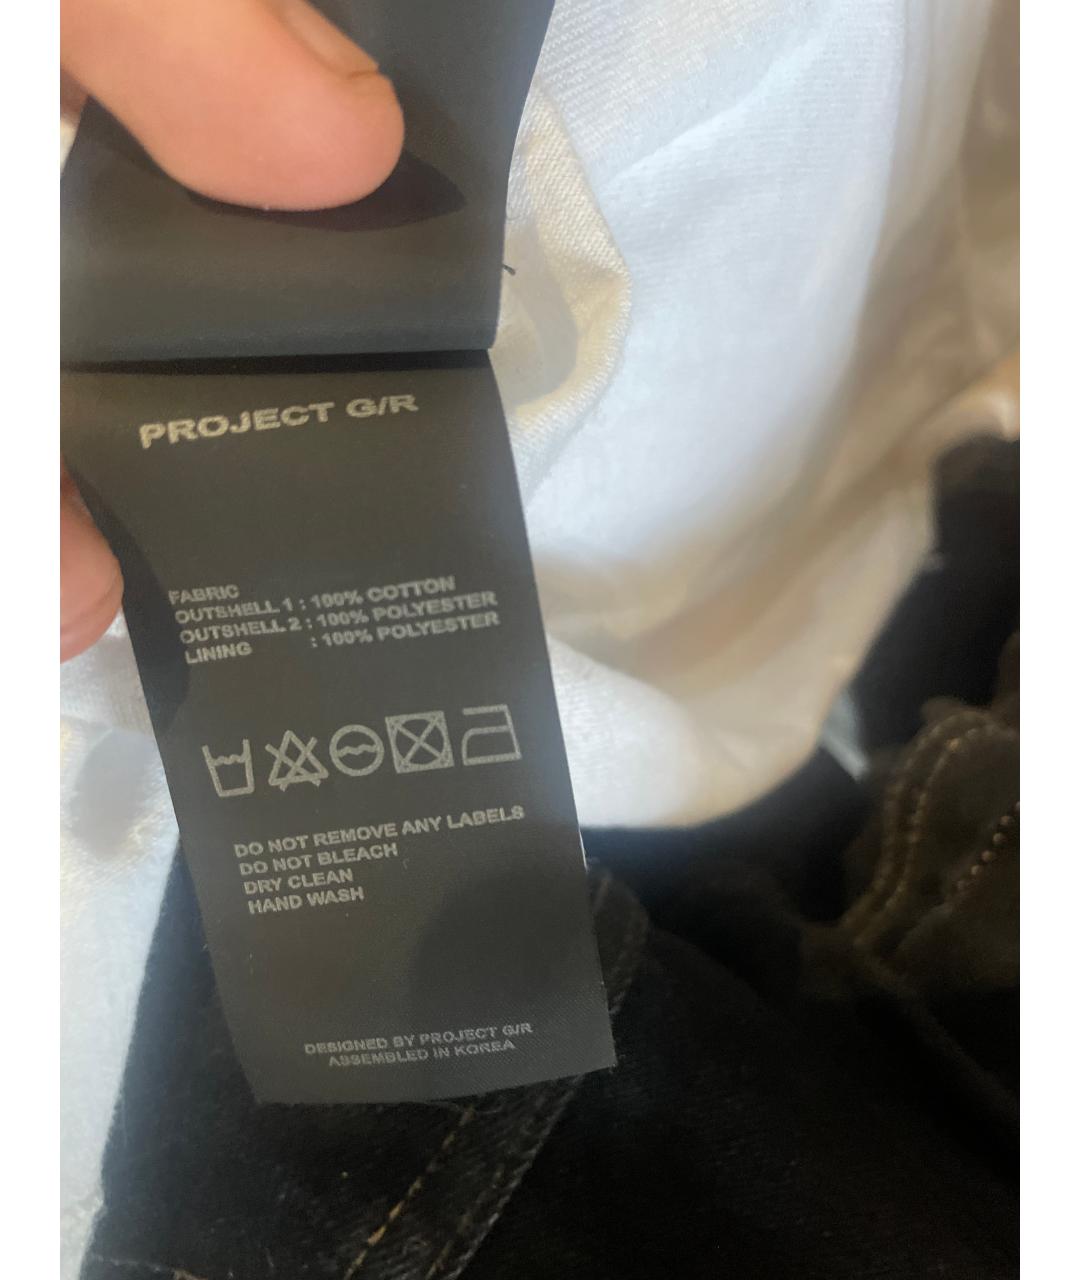 PROJECT G/R
FABRIC
OUTSHELL 1 : 100% COTTON
OUTSHELL 2 : 100% POLYESTER
LINING : 100% POLYESTER
DO NOT REMOVE ANY LABELS
DO NOT BLEACH
DRY CLEAN
HAND WASH
DESIGNED BY PROJECT G/R
ASSEMBLED IN KOREA